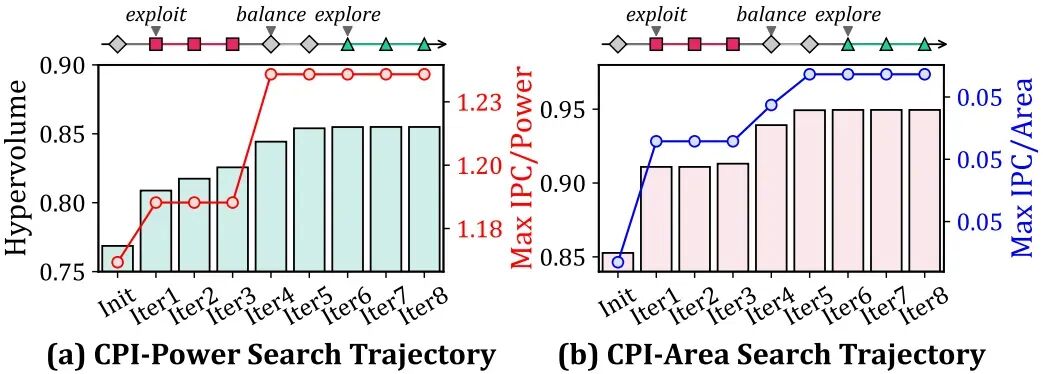 exploit balance explore
Hypervolume
0.90
0.85
0.80
0.75
1.23
1.20
1.18
Max IPC/Power
Init Iter1 Iter2 Iter3 Iter4 Iter5 Iter6 Iter7 Iter8
(a) CPI-Power Search Trajectory
exploit balance explore
0.95
0.90
0.85
0.05
0.05
0.05
Max IPC/Area
Init Iter1 Iter2 Iter3 Iter4 Iter5 Iter6 Iter7 Iter8
(b) CPI-Area Search Trajectory